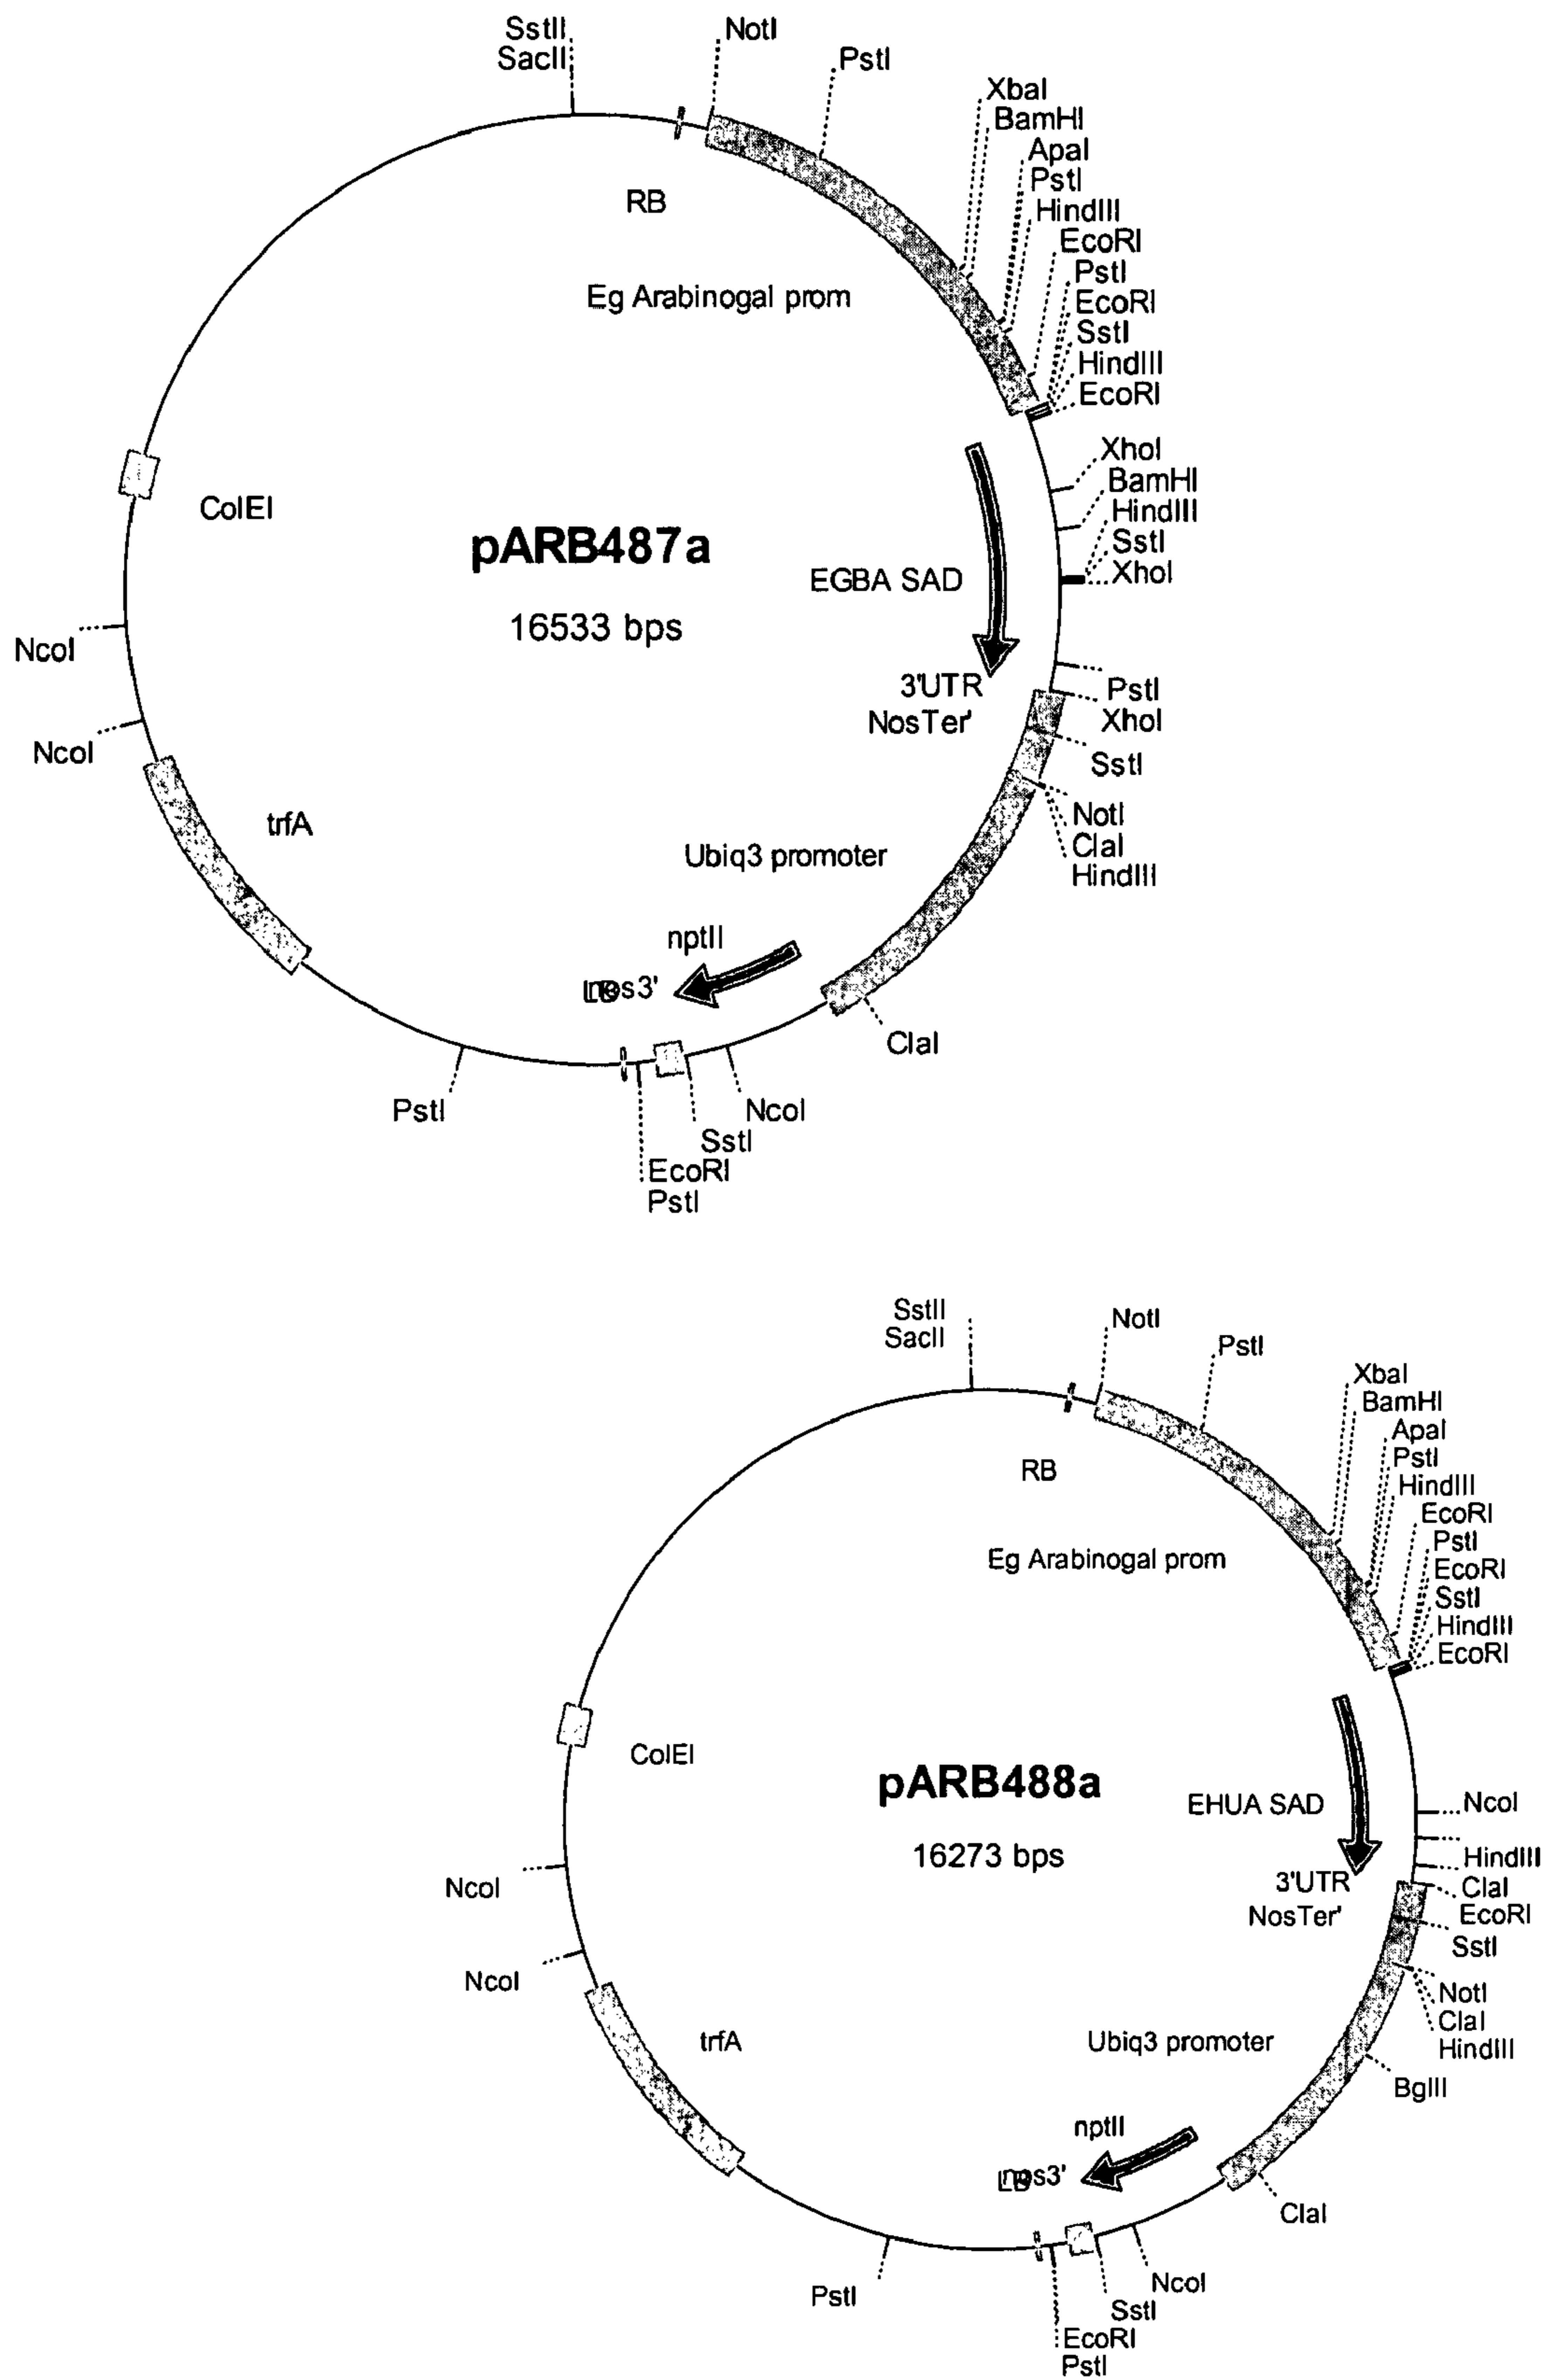 SstII
SacII
NotI
PstI
XbaI
BamHI
ApaI
PstI
HindIII
EcoRI
PstI
EcoRI
SstI
HindIII
EcoRI
RB
Eg Arabinogal prom
XhoI
BamHI
HindIII
SstI
XhoI
ColEI
pARB487a
16533 bps
EGBA SAD
NcoI
NcoI
3'UTR
NosTer'
PstI
XhoI
SstI
NotI
ClaI
HindIII
trfA
Ubiq3 promoter
nptII
nos3'
LB
ClaI
PstI
NcoI
SstI
EcoRI
PstI
SstII
SacII
NotI
PstI
XbaI
BamHI
ApaI
PstI
HindIII
EcoRI
PstI
EcoRI
SstI
HindIII
EcoRI
RB
Eg Arabinogal prom
ColEI
pARB488a
16273 bps
EHUA SAD
NcoI
HindIII
ClaI
EcoRI
SstI
3'UTR
NosTer'
NcoI
NcoI
NotI
ClaI
HindIII
BglII
trfA
Ubiq3 promoter
nptII
nos3'
LB
ClaI
PstI
NcoI
SstI
EcoRI
PstI